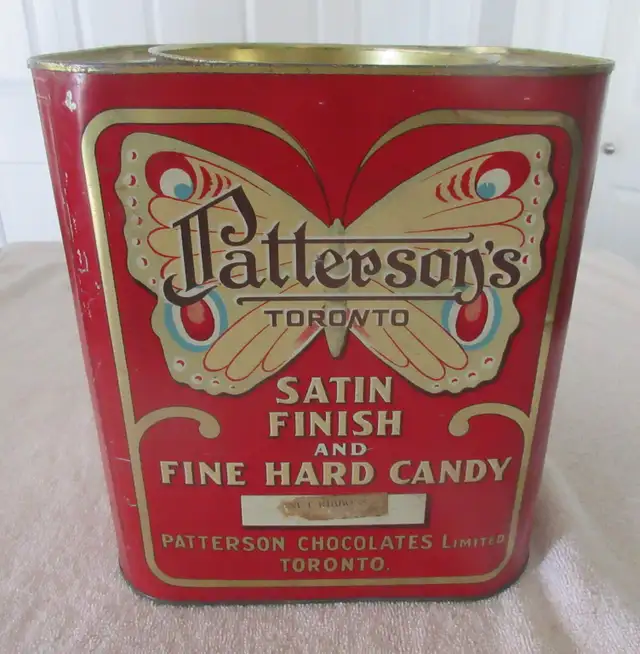 Patterson's
TORONTO
SATIN
FINISH
AND
FINE HARD CANDY
PATTERSON CHOCOLATES LIMITED
TORONTO.